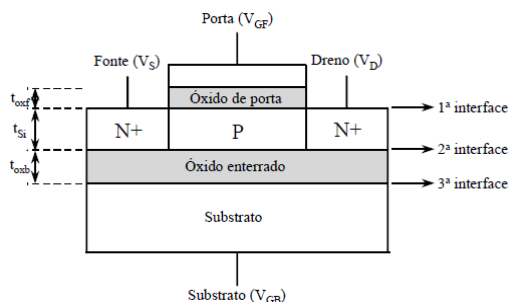 Porta (V_GF)
Fonte (V_S)
Dreno (V_D)
t_oxf
Óxido de porta
1ª interface
t_Si
N+
P
N+
2ª interface
t_oxb
Óxido enterrado
3ª interface
Substrato
Substrato (V_GB)